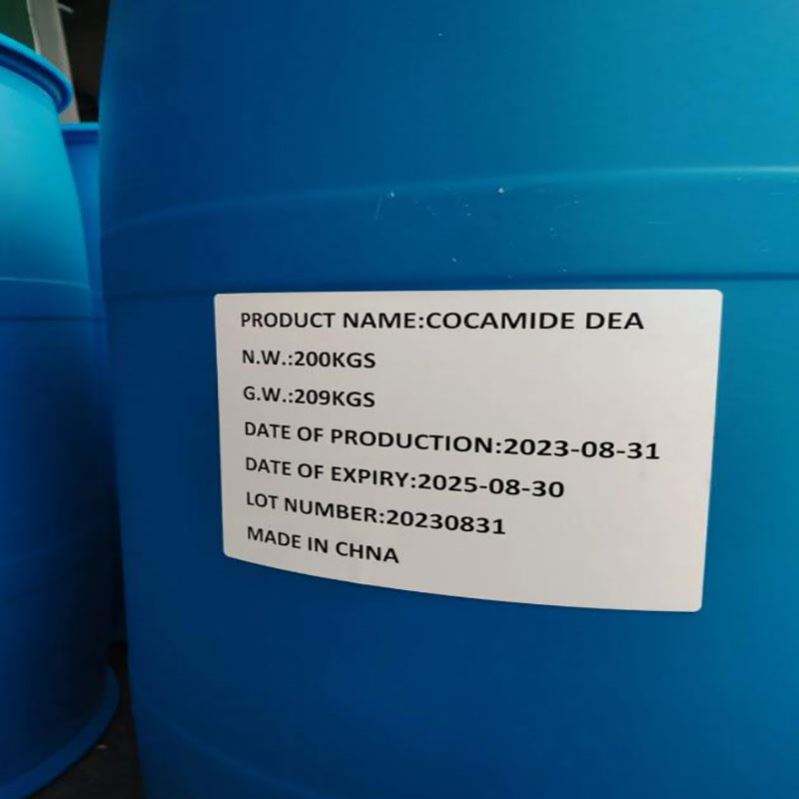 PRODUCT NAME:COCAMIDE DEA
N.W.:200KGS
G.W.:209KGS
DATE OF PRODUCTION:2023-08-31
DATE OF EXPIRY:2025-08-30
LOT NUMBER:20230831
MADE IN CHNA